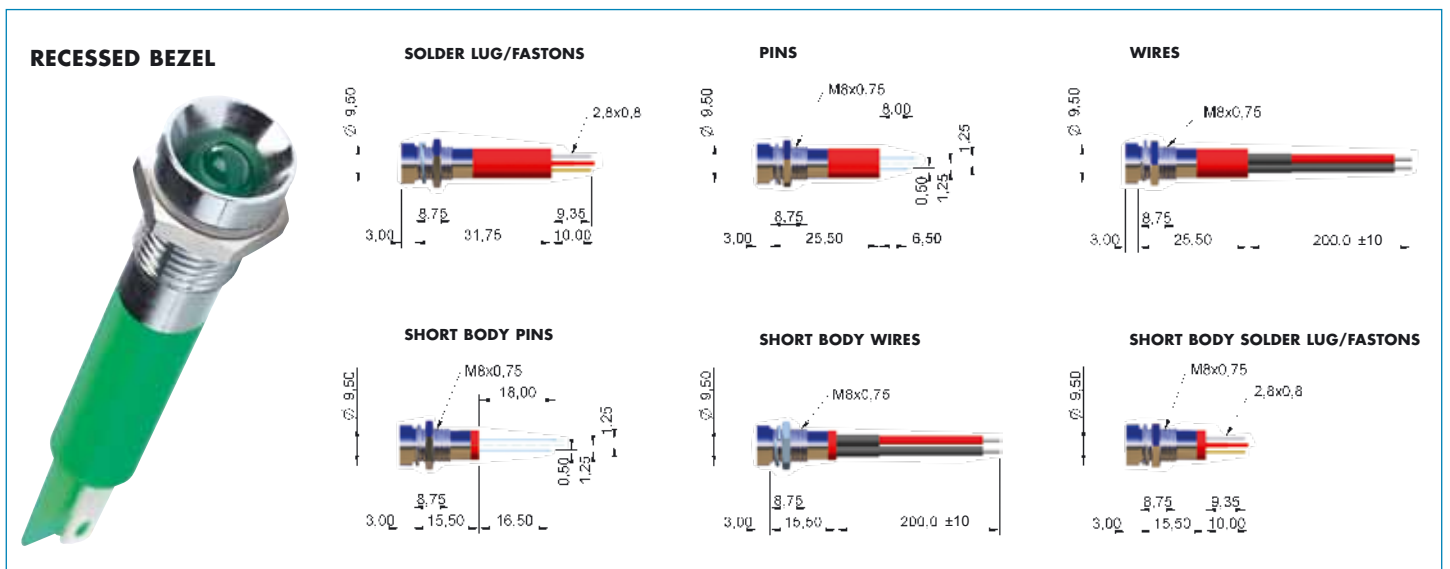 RECESSED BEZEL
SOLDER LUG/FASTONS
Ø 9,50
2,8x0,8
8,75
9,35
3,00
31,75
10,00
PINS
Ø 9,50
M8x0,75
8,00
1,25
0,50
1,25
8,75
3,00
25,50
6,50
WIRES
Ø 9,50
M8x0,75
8,75
3,00
25,50
200,0 ±10
SHORT BODY PINS
Ø 9,50
M8x0,75
18,00
1,25
0,50
1,25
8,75
3,00
15,50
16,50
SHORT BODY WIRES
Ø 9,50
M8x0,75
8,75
3,00
15,50
200,0 ±10
SHORT BODY SOLDER LUG/FASTONS
Ø 9,50
M8x0,75
2,8x0,8
8,75
9,35
3,00
15,50
10,00